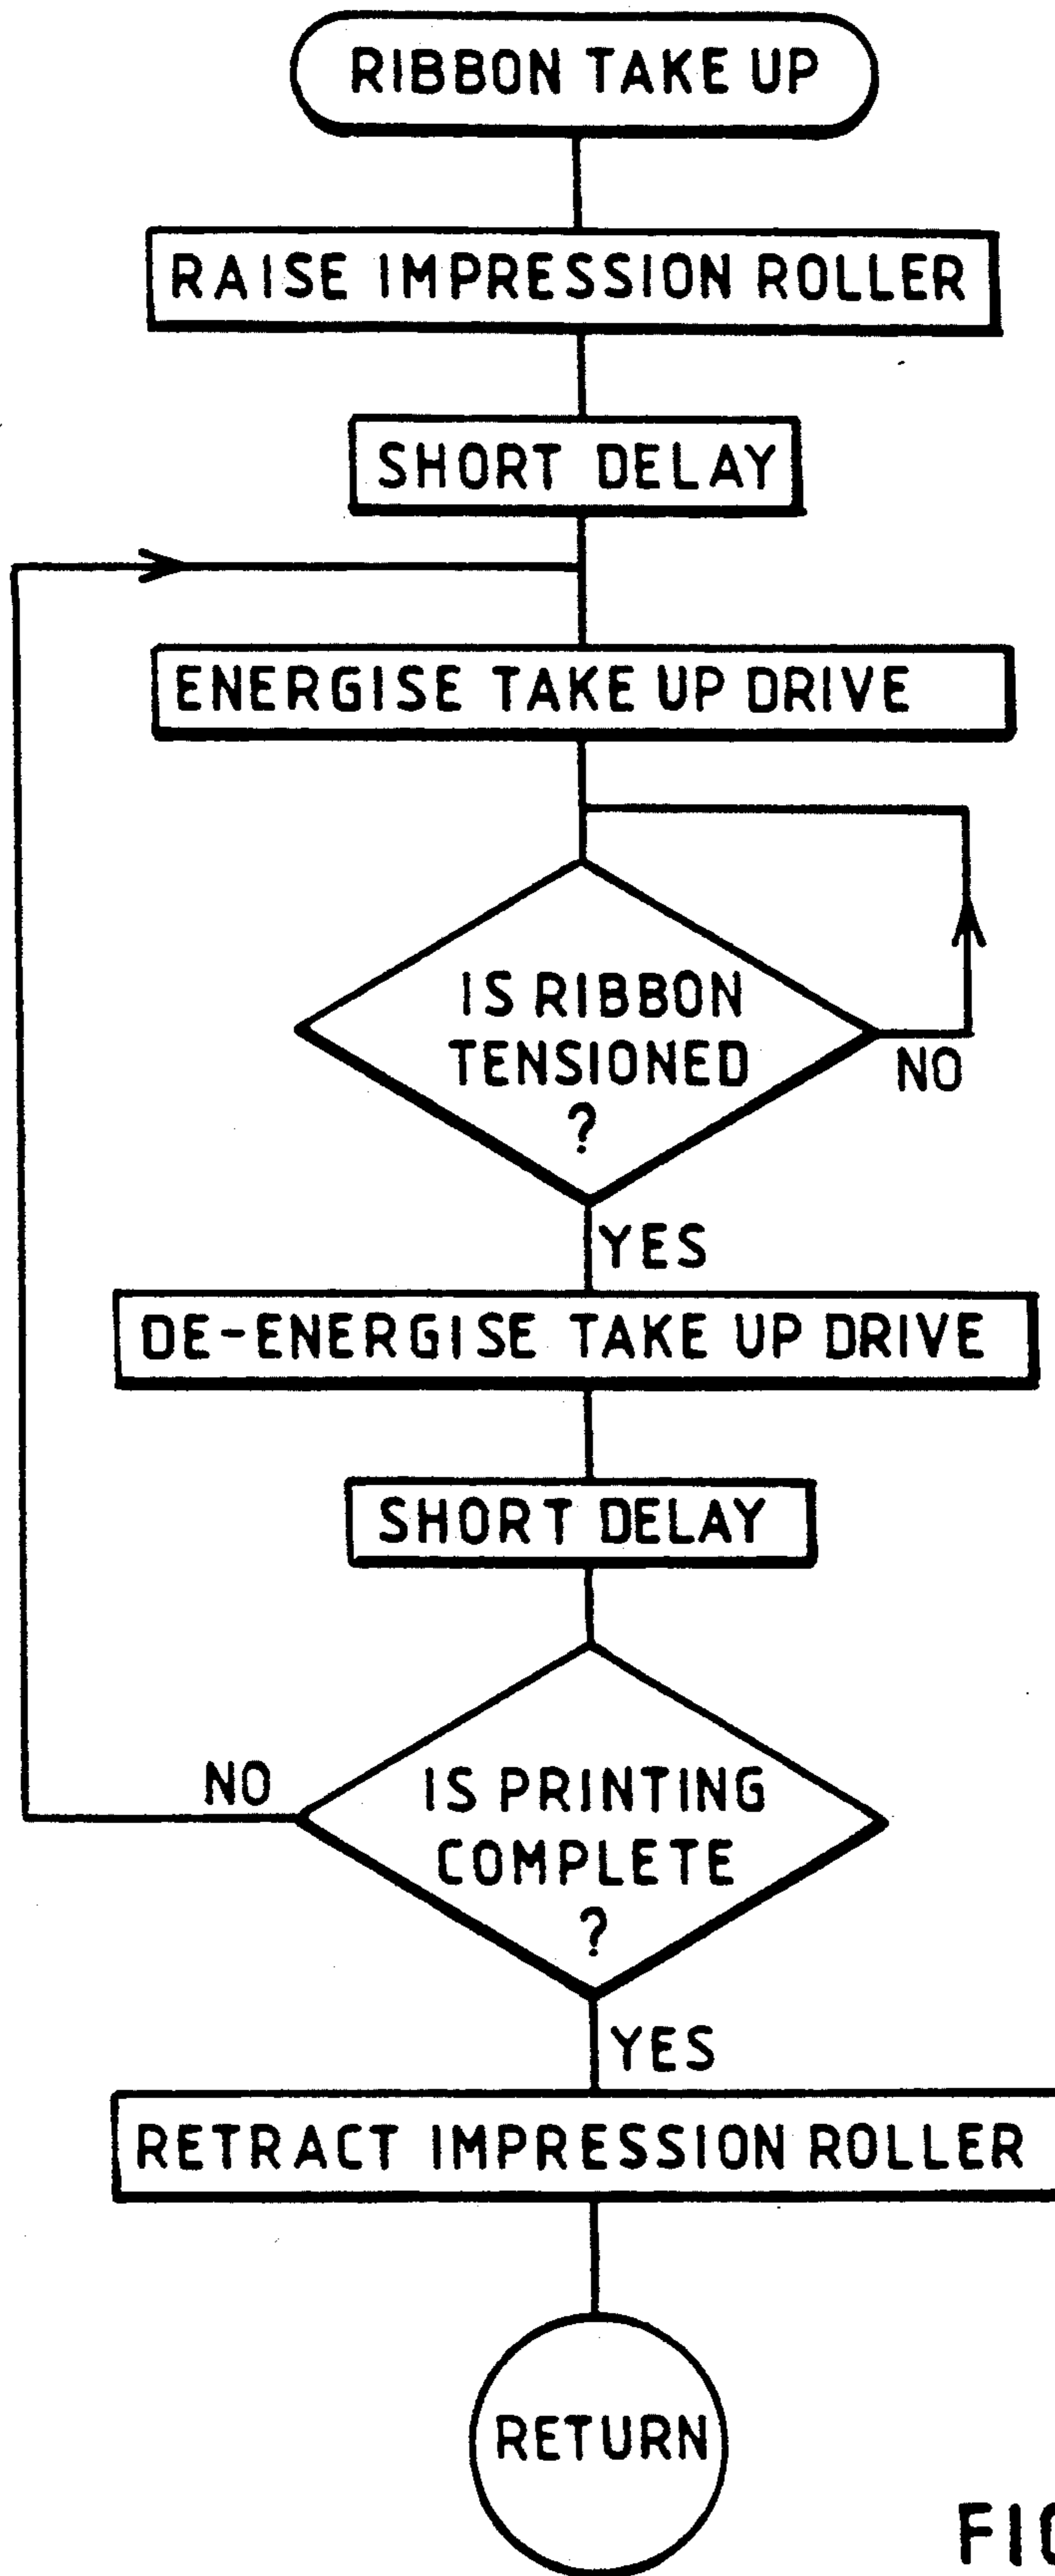 RIBBON TAKE UP
RAISE IMPRESSION ROLLER
SHORT DELAY
ENERGISE TAKE UP DRIVE
IS RIBBON
TENSIONED
?
NO
YES
DE-ENERGISE TAKE UP DRIVE
SHORT DELAY
NO
IS PRINTING
COMPLETE
?
YES
RETRACT IMPRESSION ROLLER
RETURN